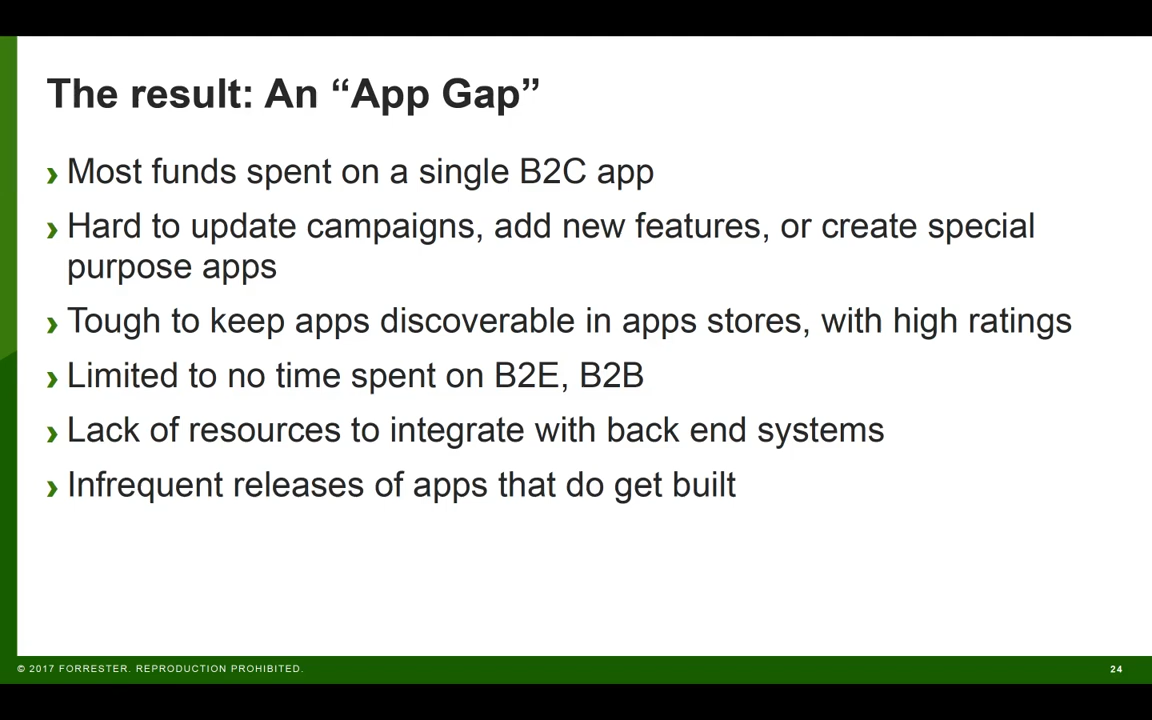 The result: An “App Gap”
› Most funds spent on a single B2C app
› Hard to update campaigns, add new features, or create special
purpose apps
› Tough to keep apps discoverable in apps stores, with high ratings
› Limited to no time spent on B2E, B2B
› Lack of resources to integrate with back end systems
› Infrequent releases of apps that do get built
© 2017 FORRESTER. REPRODUCTION PROHIBITED.
24